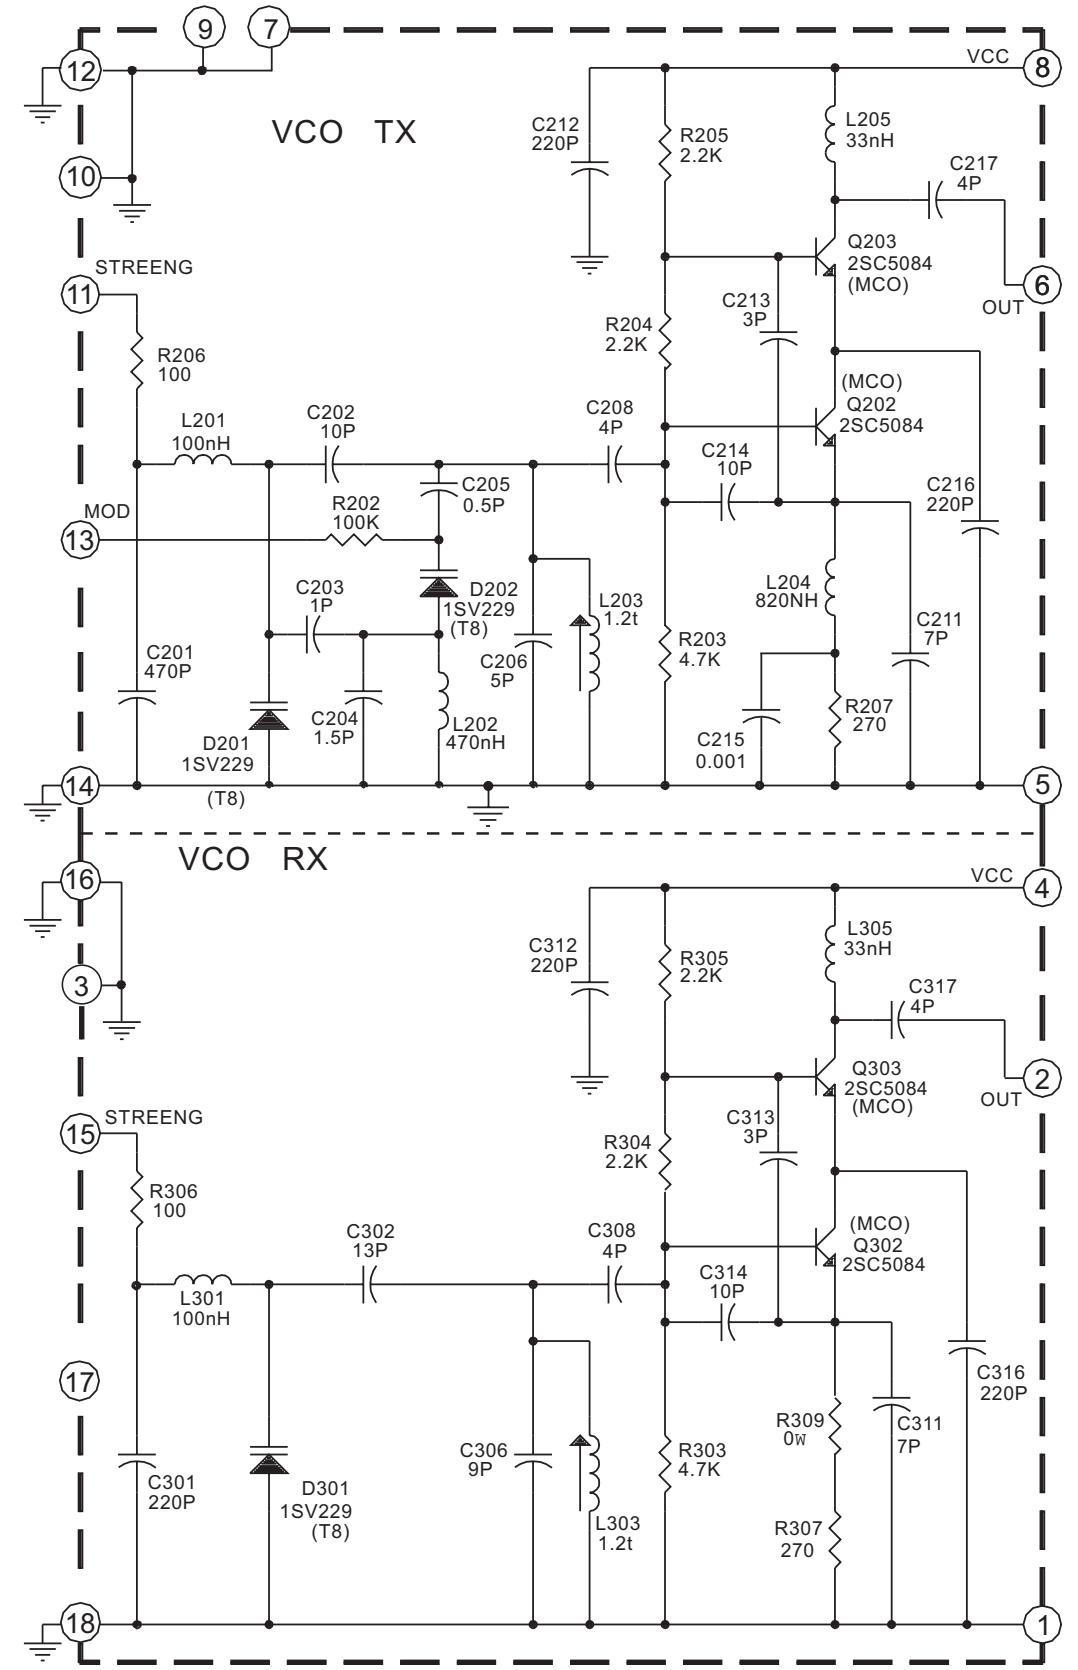 9
7
12
VCC
8
VCO TX
C212
220P
R205
2.2K
L205
33nH
C217
4P
10
Q203
2SC5084
(MCO)
STREENG
11
6
OUT
C213
3P
R204
2.2K
R206
100
(MCO)
Q202
2SC5084
L201
100nH
C202
10P
C208
4P
C214
10P
C205
0.5P
C216
220P
MOD
13
R202
100K
C203
1P
D202
1SV229
(T8)
L203
1.2t
L204
820NH
C211
7P
C201
470P
C206
5P
R203
4.7K
C204
1.5P
L202
470nH
R207
270
C215
0.001
D201
1SV229
(T8)
14
5
VCO RX
16
VCC
4
3
C312
220P
R305
2.2K
L305
33nH
C317
4P
Q303
2SC5084
(MCO)
2
OUT
STREENG
15
C313
3P
R304
2.2K
R306
100
C302
13P
C308
4P
(MCO)
Q302
2SC5084
C314
10P
L301
100nH
17
C316
220P
R309
0W
C311
7P
C306
9P
R303
4.7K
C301
220P
D301
1SV229
(T8)
L303
1.2t
R307
270
18
1